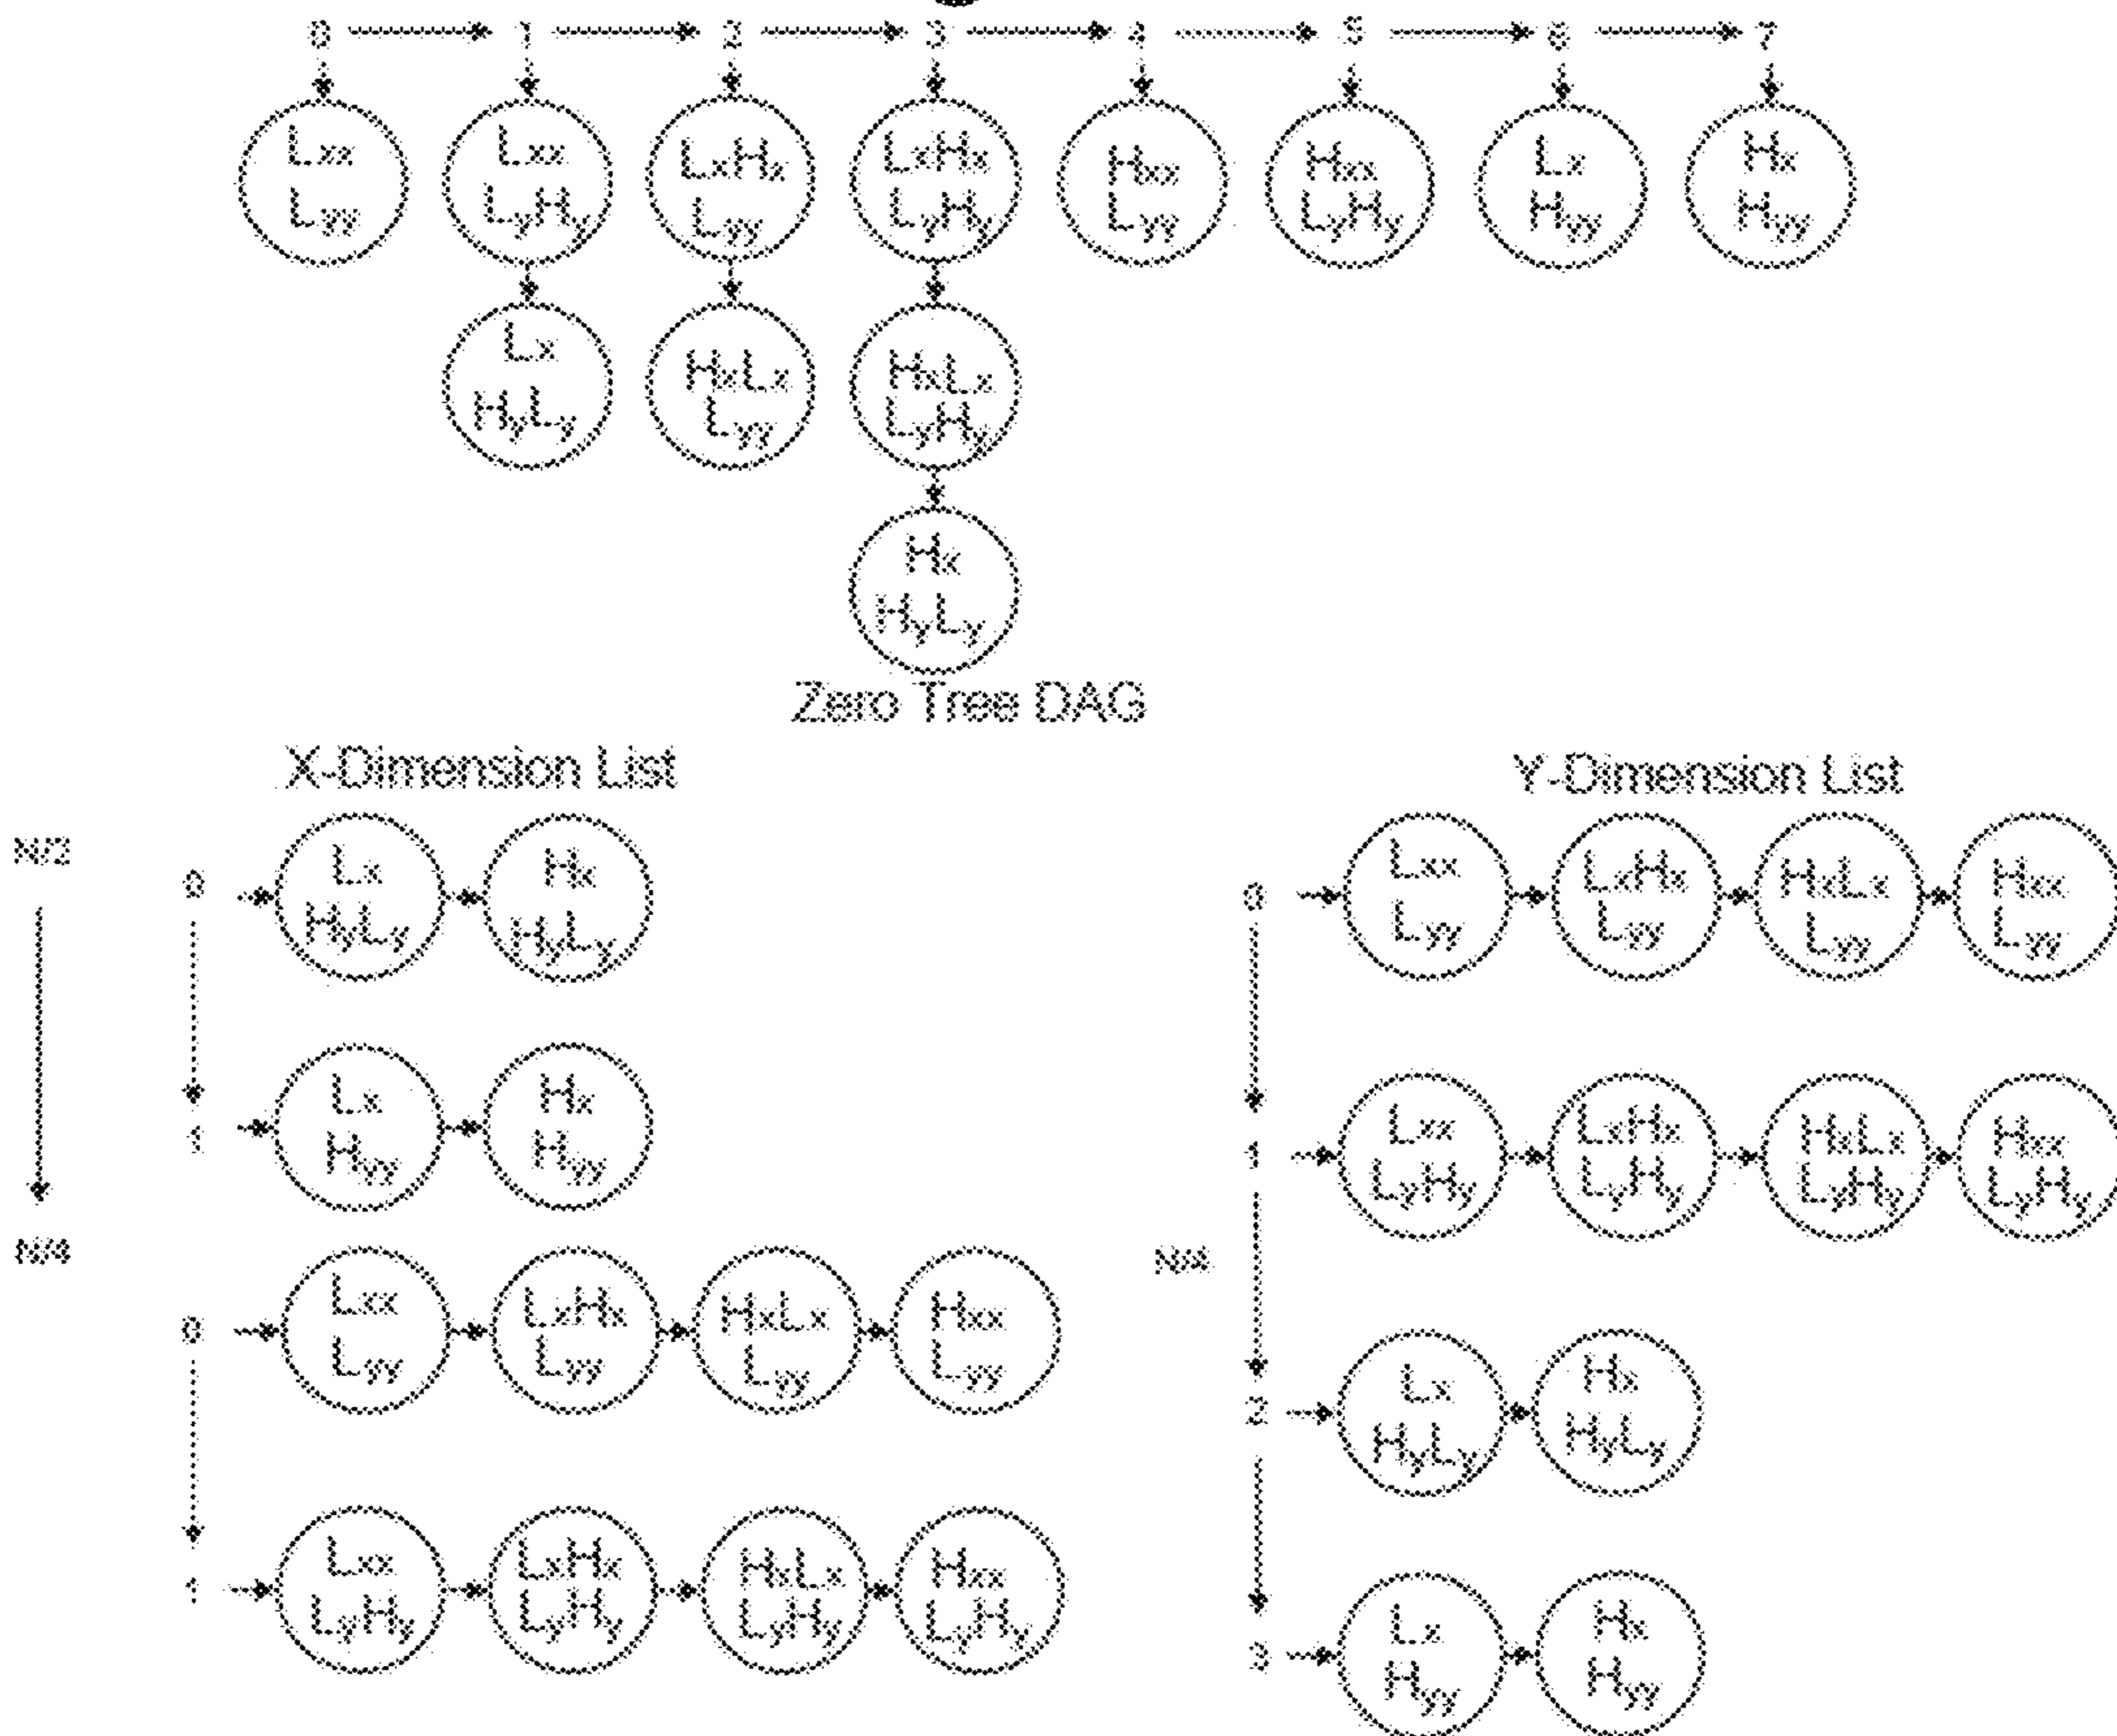 0 1 2 3 4 5 6 7
Lxx Lxx LxHx LxHx Hxx Hxx Lx Hx
Lyy LyHy Lyy LyHy Lyy LyHy Hyy Hyy
Lx HxLx HxLx
HyLy Lyy LyHy
Hx
HyLy
Zero Tree DAG
X-Dimension List
N/2
0
Lx Hx
HyLy HyLy
1
Lx Hx
Hyy Hyy
N/4
0
Lxx LxHx HxLx Hxx
Lyy Lyy Lyy Lyy
1
Lxx LxHx HxLx Hxx
LyHy LyHy LyHy LyHy
Y-Dimension List
0
Lxx LxHx HxLx Hxx
Lyy Lyy Lyy Lyy
1
Lxx LxHx HxLx Hxx
LyHy LyHy LyHy LyHy
N/4
2
Lx Hx
HyLy HyLy
3
Lx Hx
Hyy Hyy